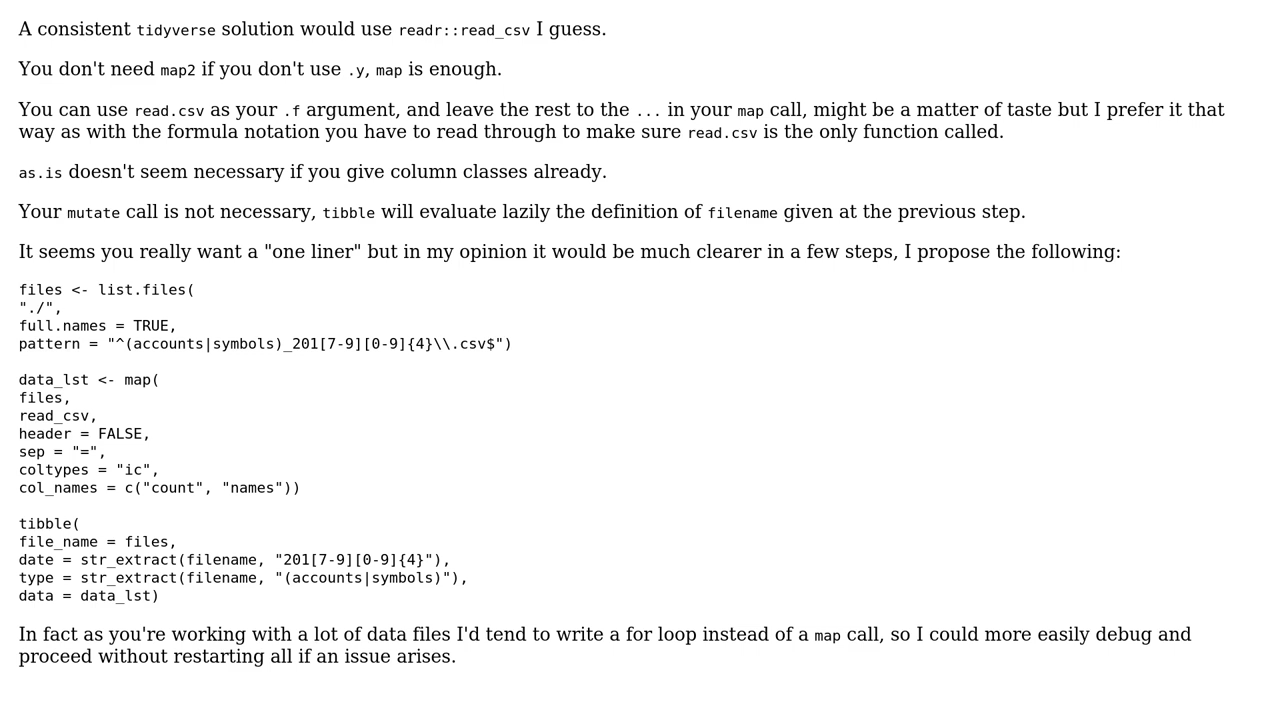 A consistent tidyverse solution would use readr::read_csv I guess.
You don't need map2 if you don't use .y, map is enough.
You can use read.csv as your .f argument, and leave the rest to the ... in your map call, might be a matter of taste but I prefer it that
way as with the formula notation you have to read through to make sure read.csv is the only function called.
as.is doesn't seem necessary if you give column classes already.
Your mutate call is not necessary, tibble will evaluate lazily the definition of filename given at the previous step.
It seems you really want a "one liner" but in my opinion it would be much clearer in a few steps, I propose the following:
files <- list.files(
"./",
full.names = TRUE,
pattern = "^(accounts|symbols)_201[7-9][0-9]{4}\\.csv$")
data_lst <- map(
files,
read_csv,
header = FALSE,
sep = "=",
coltypes = "ic",
col_names = c("count", "names"))
tibble(
file_name = files,
date = str_extract(filename, "201[7-9][0-9]{4}"),
type = str_extract(filename, "(accounts|symbols)"),
data = data_lst)
In fact as you're working with a lot of data files I'd tend to write a for loop instead of a map call, so I could more easily debug and
proceed without restarting all if an issue arises.